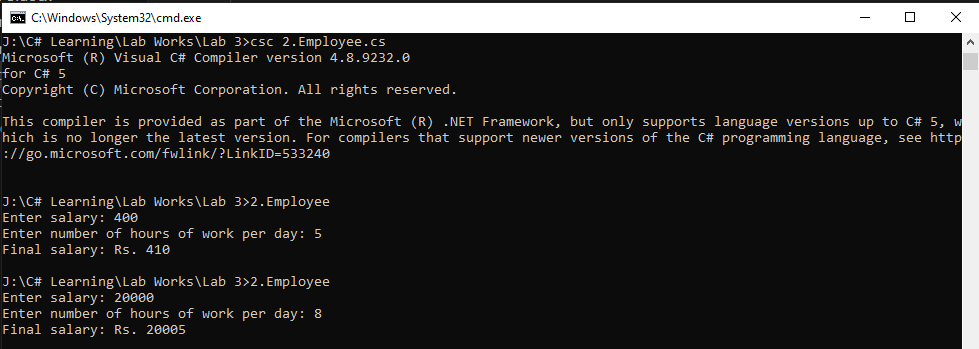 C:\Windows\System32\cmd.exe
J:\C# Learning\Lab Works\Lab 3>csc 2.Employee.cs
Microsoft (R) Visual C# Compiler version 4.8.9232.0
for C# 5
Copyright (C) Microsoft Corporation. All rights reserved.
This compiler is provided as part of the Microsoft (R) .NET Framework, but only supports language versions up to C# 5, w
hich is no longer the latest version. For compilers that support newer versions of the C# programming language, see http
://go.microsoft.com/fwlink/?LinkID=533240
J:\C# Learning\Lab Works\Lab 3>2.Employee
Enter salary: 400
Enter number of hours of work per day: 5
Final salary: Rs. 410
J:\C# Learning\Lab Works\Lab 3>2.Employee
Enter salary: 20000
Enter number of hours of work per day: 8
Final salary: Rs. 20005